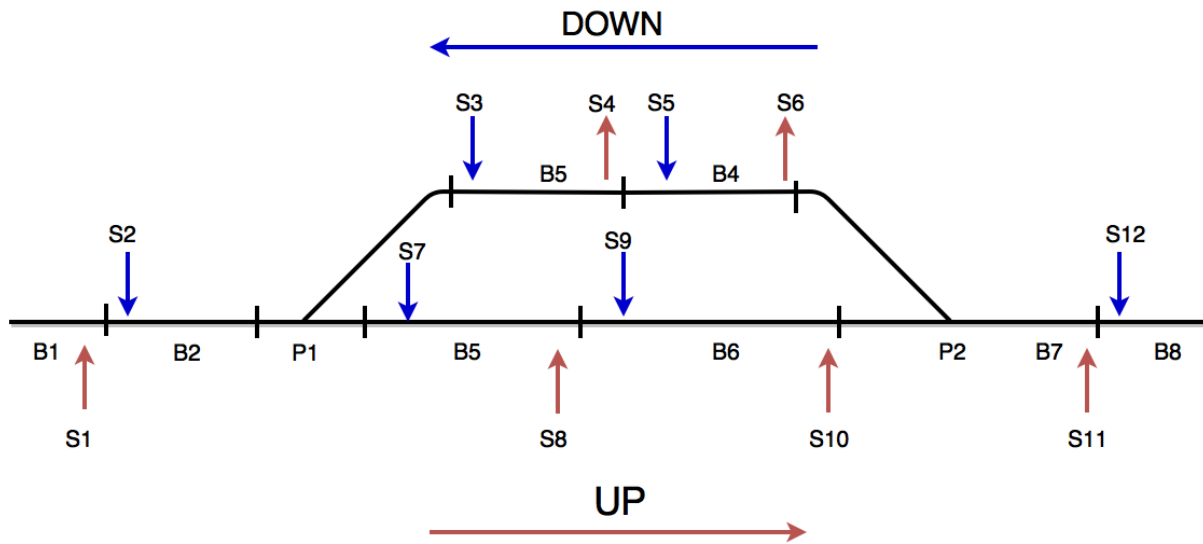 DOWN
S3 S4 S5 S6
B5 B4
S2 S7 S9 S12
B1 B2 P1 B5 B6 P2 B7 B8
S1 S8 S10 S11
UP